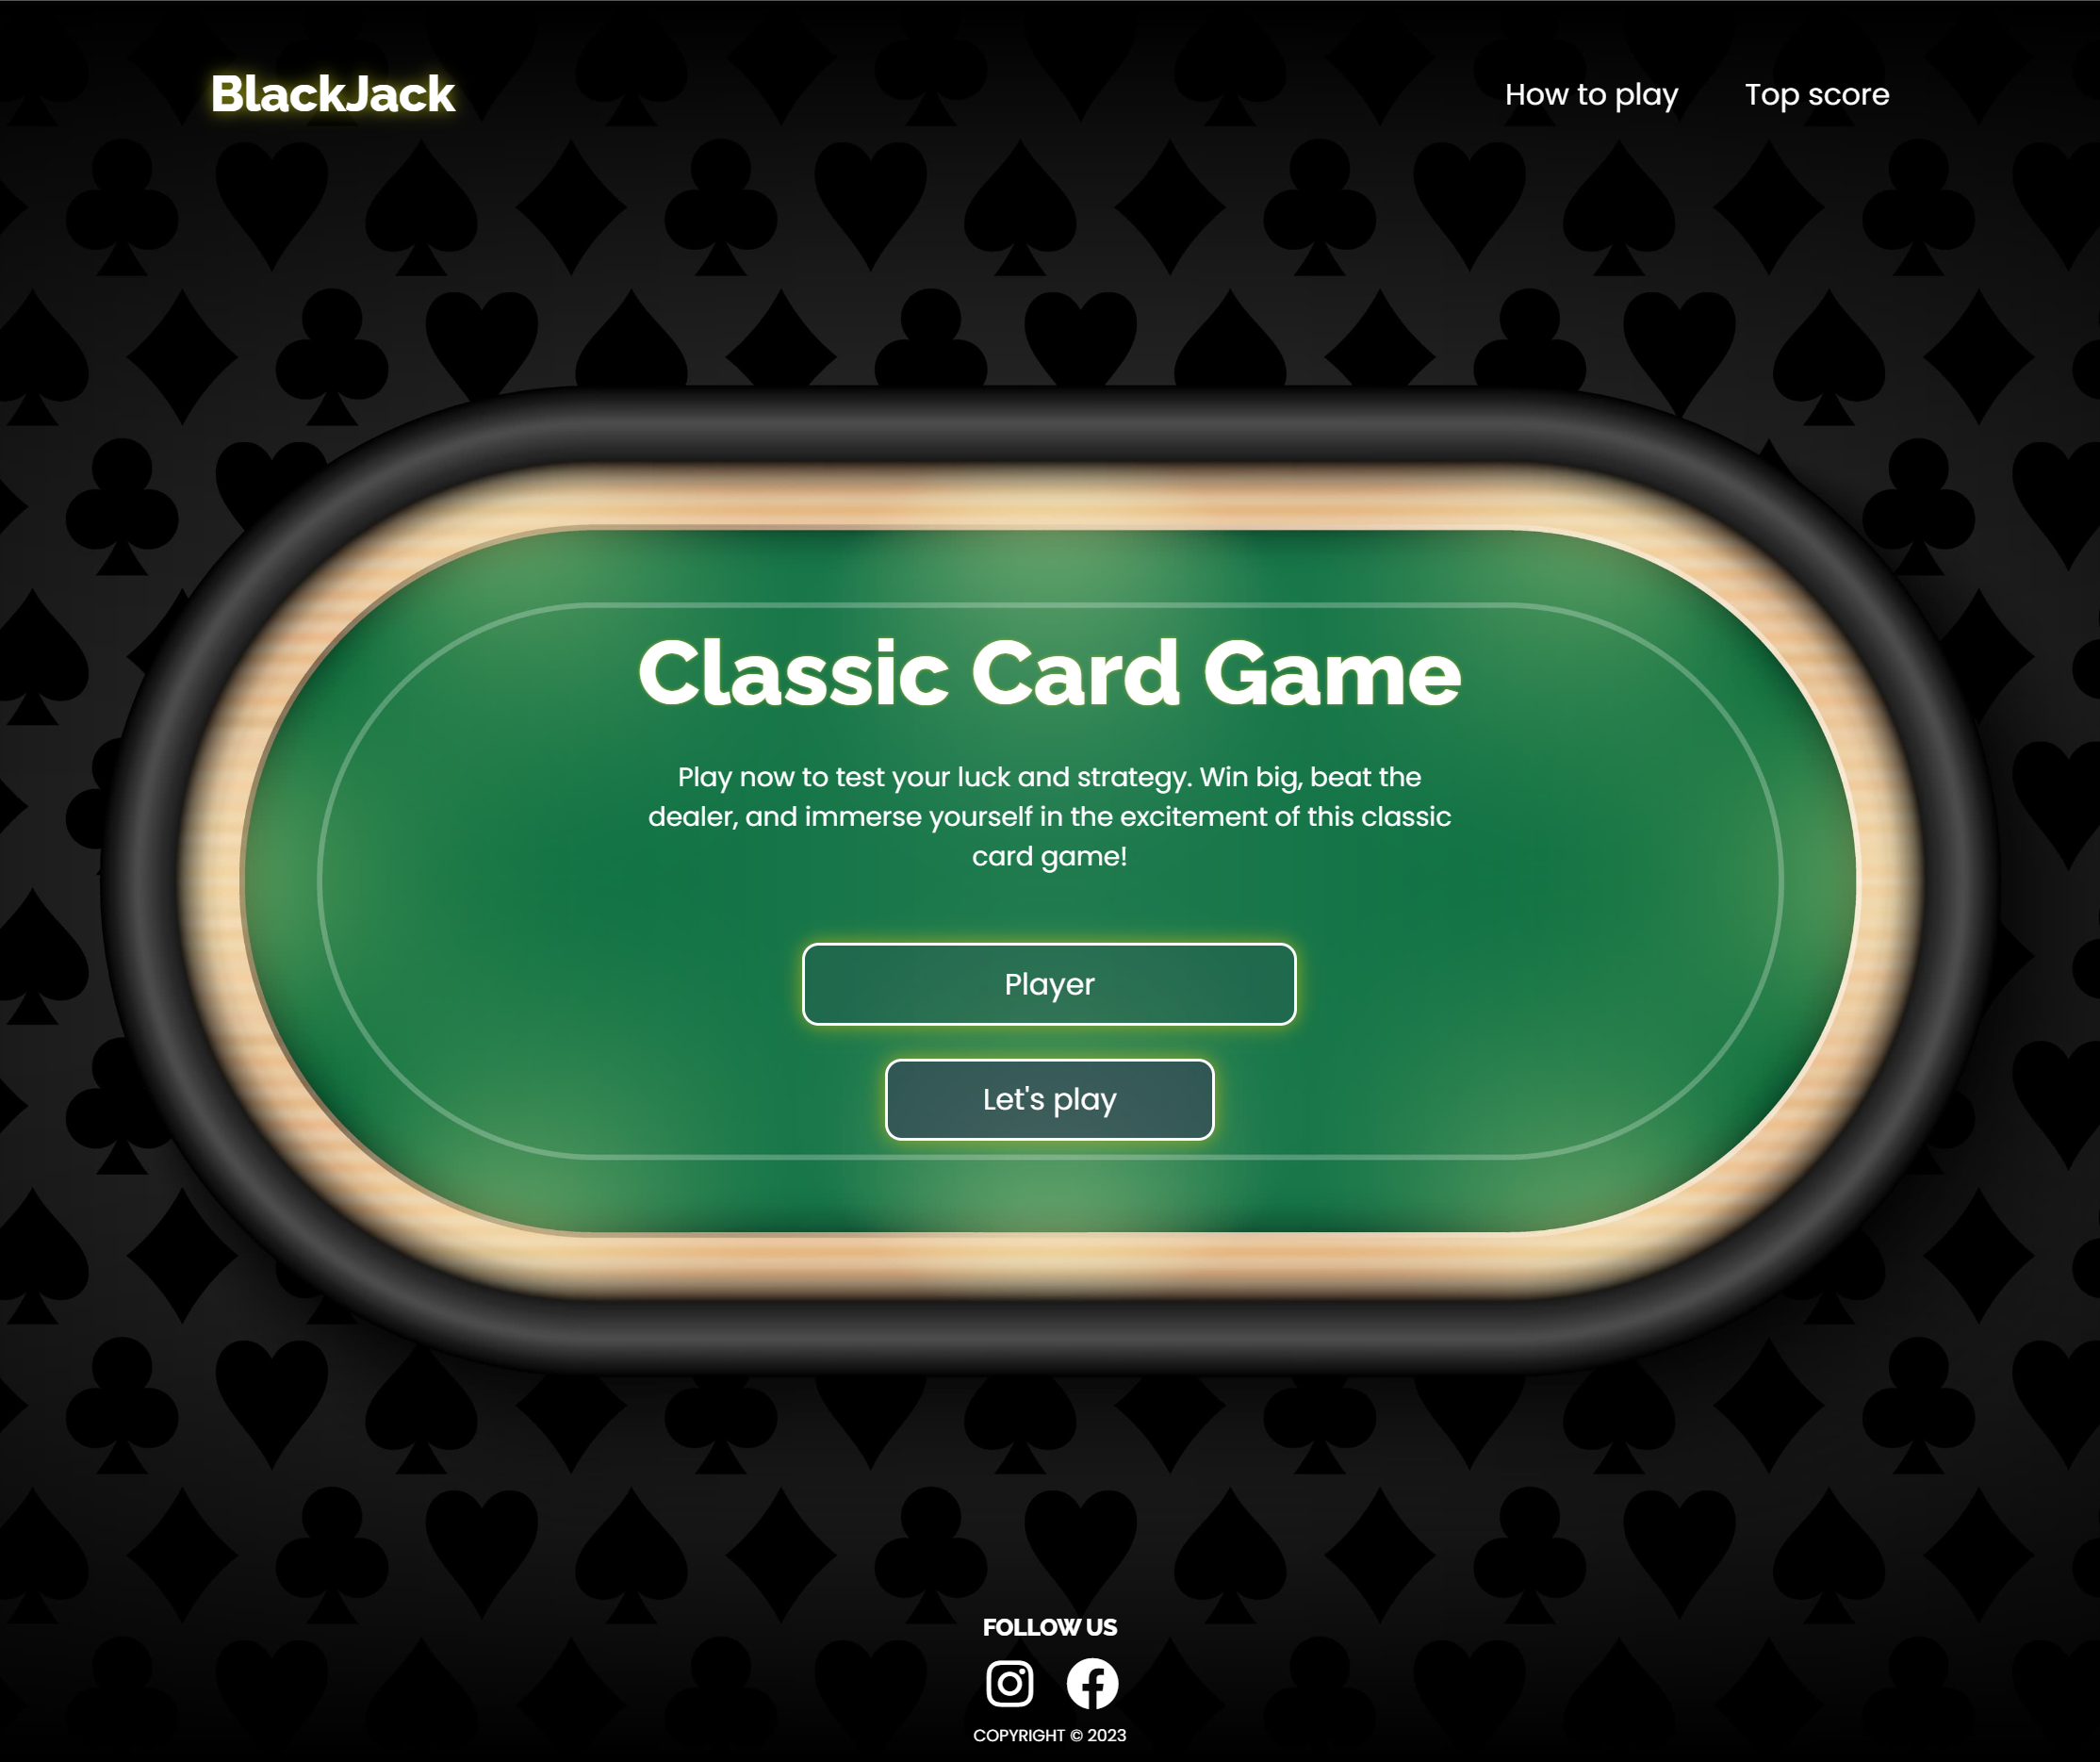 BlackJack
How to play
Top score
Classic Card Game
Play now to test your luck and strategy. Win big, beat the
dealer, and immerse yourself in the excitement of this classic
card game!
Player
Let's play
FOLLOW US
COPYRIGHT © 2023